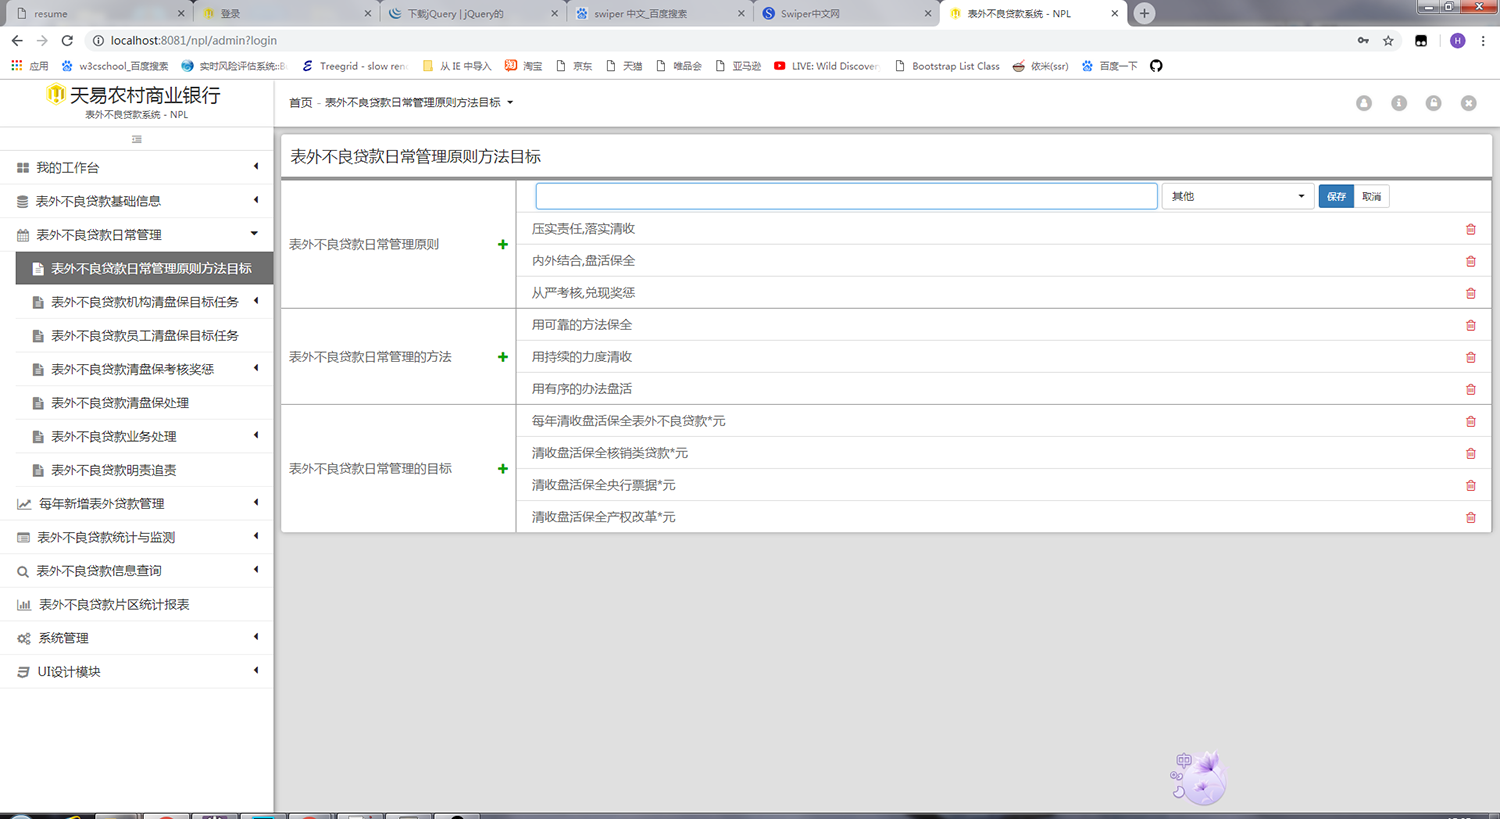 resume
登录
下载jQuery | jQuery的
swiper 中文_百度搜索
Swiper中文网
表外不良贷款系统 - NPL
localhost:8081/npl/admin?login
H
应用
w3cschool_百度搜索
实时风险评估系统::B
Treegrid - slow ren
从 IE 中导入
淘宝
京东
天猫
唯品会
亚马逊
LIVE: Wild Discover
Bootstrap List Class
依米(ssr)
百度一下
天易农村商业银行
表外不良贷款系统 - NPL
首页 - 表外不良贷款日常管理原则方法目标
我的工作台
表外不良贷款基础信息
表外不良贷款日常管理
表外不良贷款日常管理原则方法目标
表外不良贷款机构清盘保目标任务
表外不良贷款员工清盘保目标任务
表外不良贷款清盘保考核奖惩
表外不良贷款清盘保处理
表外不良贷款业务处理
表外不良贷款明责追责
每年新增表外贷款管理
表外不良贷款统计与监测
表外不良贷款信息查询
表外不良贷款片区统计报表
系统管理
UI设计模块
表外不良贷款日常管理原则方法目标
表外不良贷款日常管理原则
其他
保存
取消
压实责任,落实清收
内外结合,盘活保全
从严考核,兑现奖惩
表外不良贷款日常管理的方法
用可靠的方法保全
用持续的力度清收
用有序的办法盘活
表外不良贷款日常管理的目标
每年清收盘活保全表外不良贷款*元
清收盘活保全核销类贷款*元
清收盘活保全央行票据*元
清收盘活保全产权改革*元
中